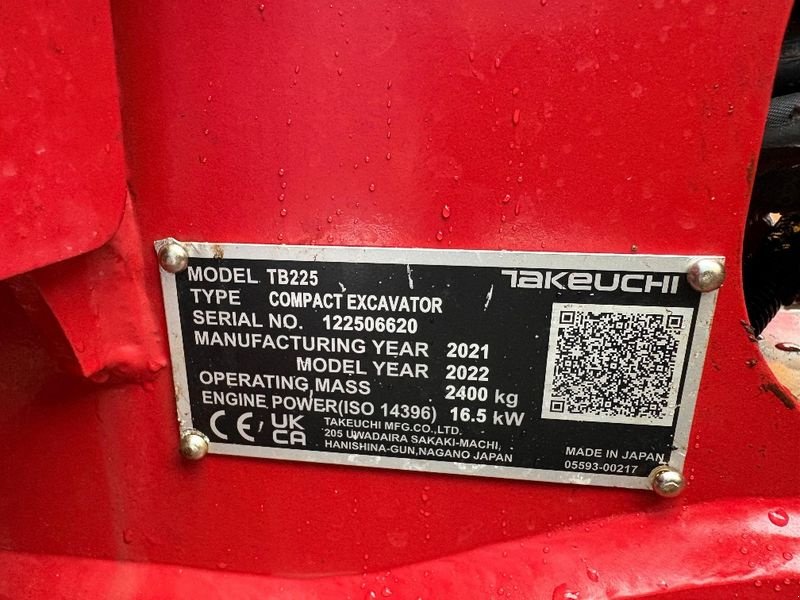 MODEL TB225 TAKEUCHI
TYPE COMPACT EXCAVATOR
SERIAL NO. 122506620
MANUFACTURING YEAR 2021
MODEL YEAR 2022
OPERATING MASS 2400 kg
ENGINE POWER(ISO 14396) 16.5 kW
CE UK CA
TAKEUCHI MFG.CO.,LTD.
205 UWADAIRA SAKAKI-MACHI,
HANISHINA-GUN,NAGANO JAPAN
MADE IN JAPAN
05593-00217